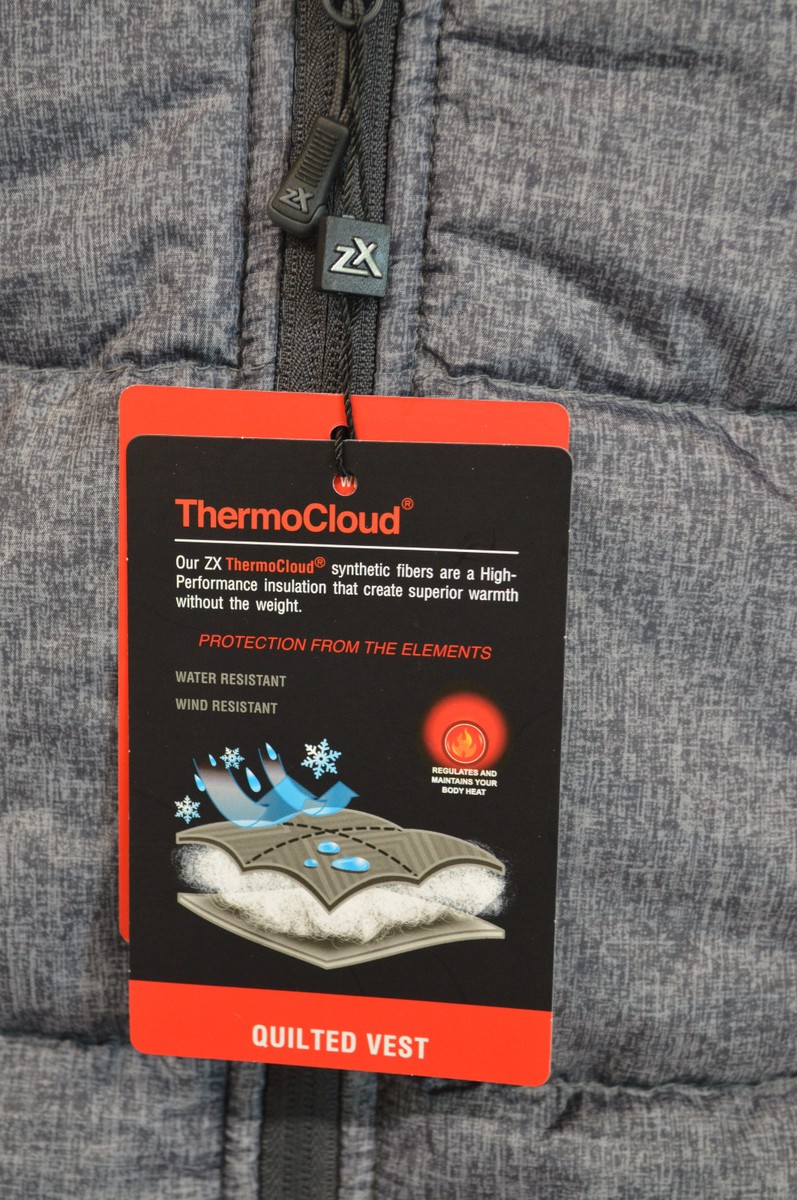 ZX
ZX
W
ThermoCloud®
Our ZX ThermoCloud® synthetic fibers are a High-
Performance insulation that create superior warmth
without the weight.
PROTECTION FROM THE ELEMENTS
WATER RESISTANT
WIND RESISTANT
REGULATES AND
MAINTAINS YOUR
BODY HEAT
QUILTED VEST